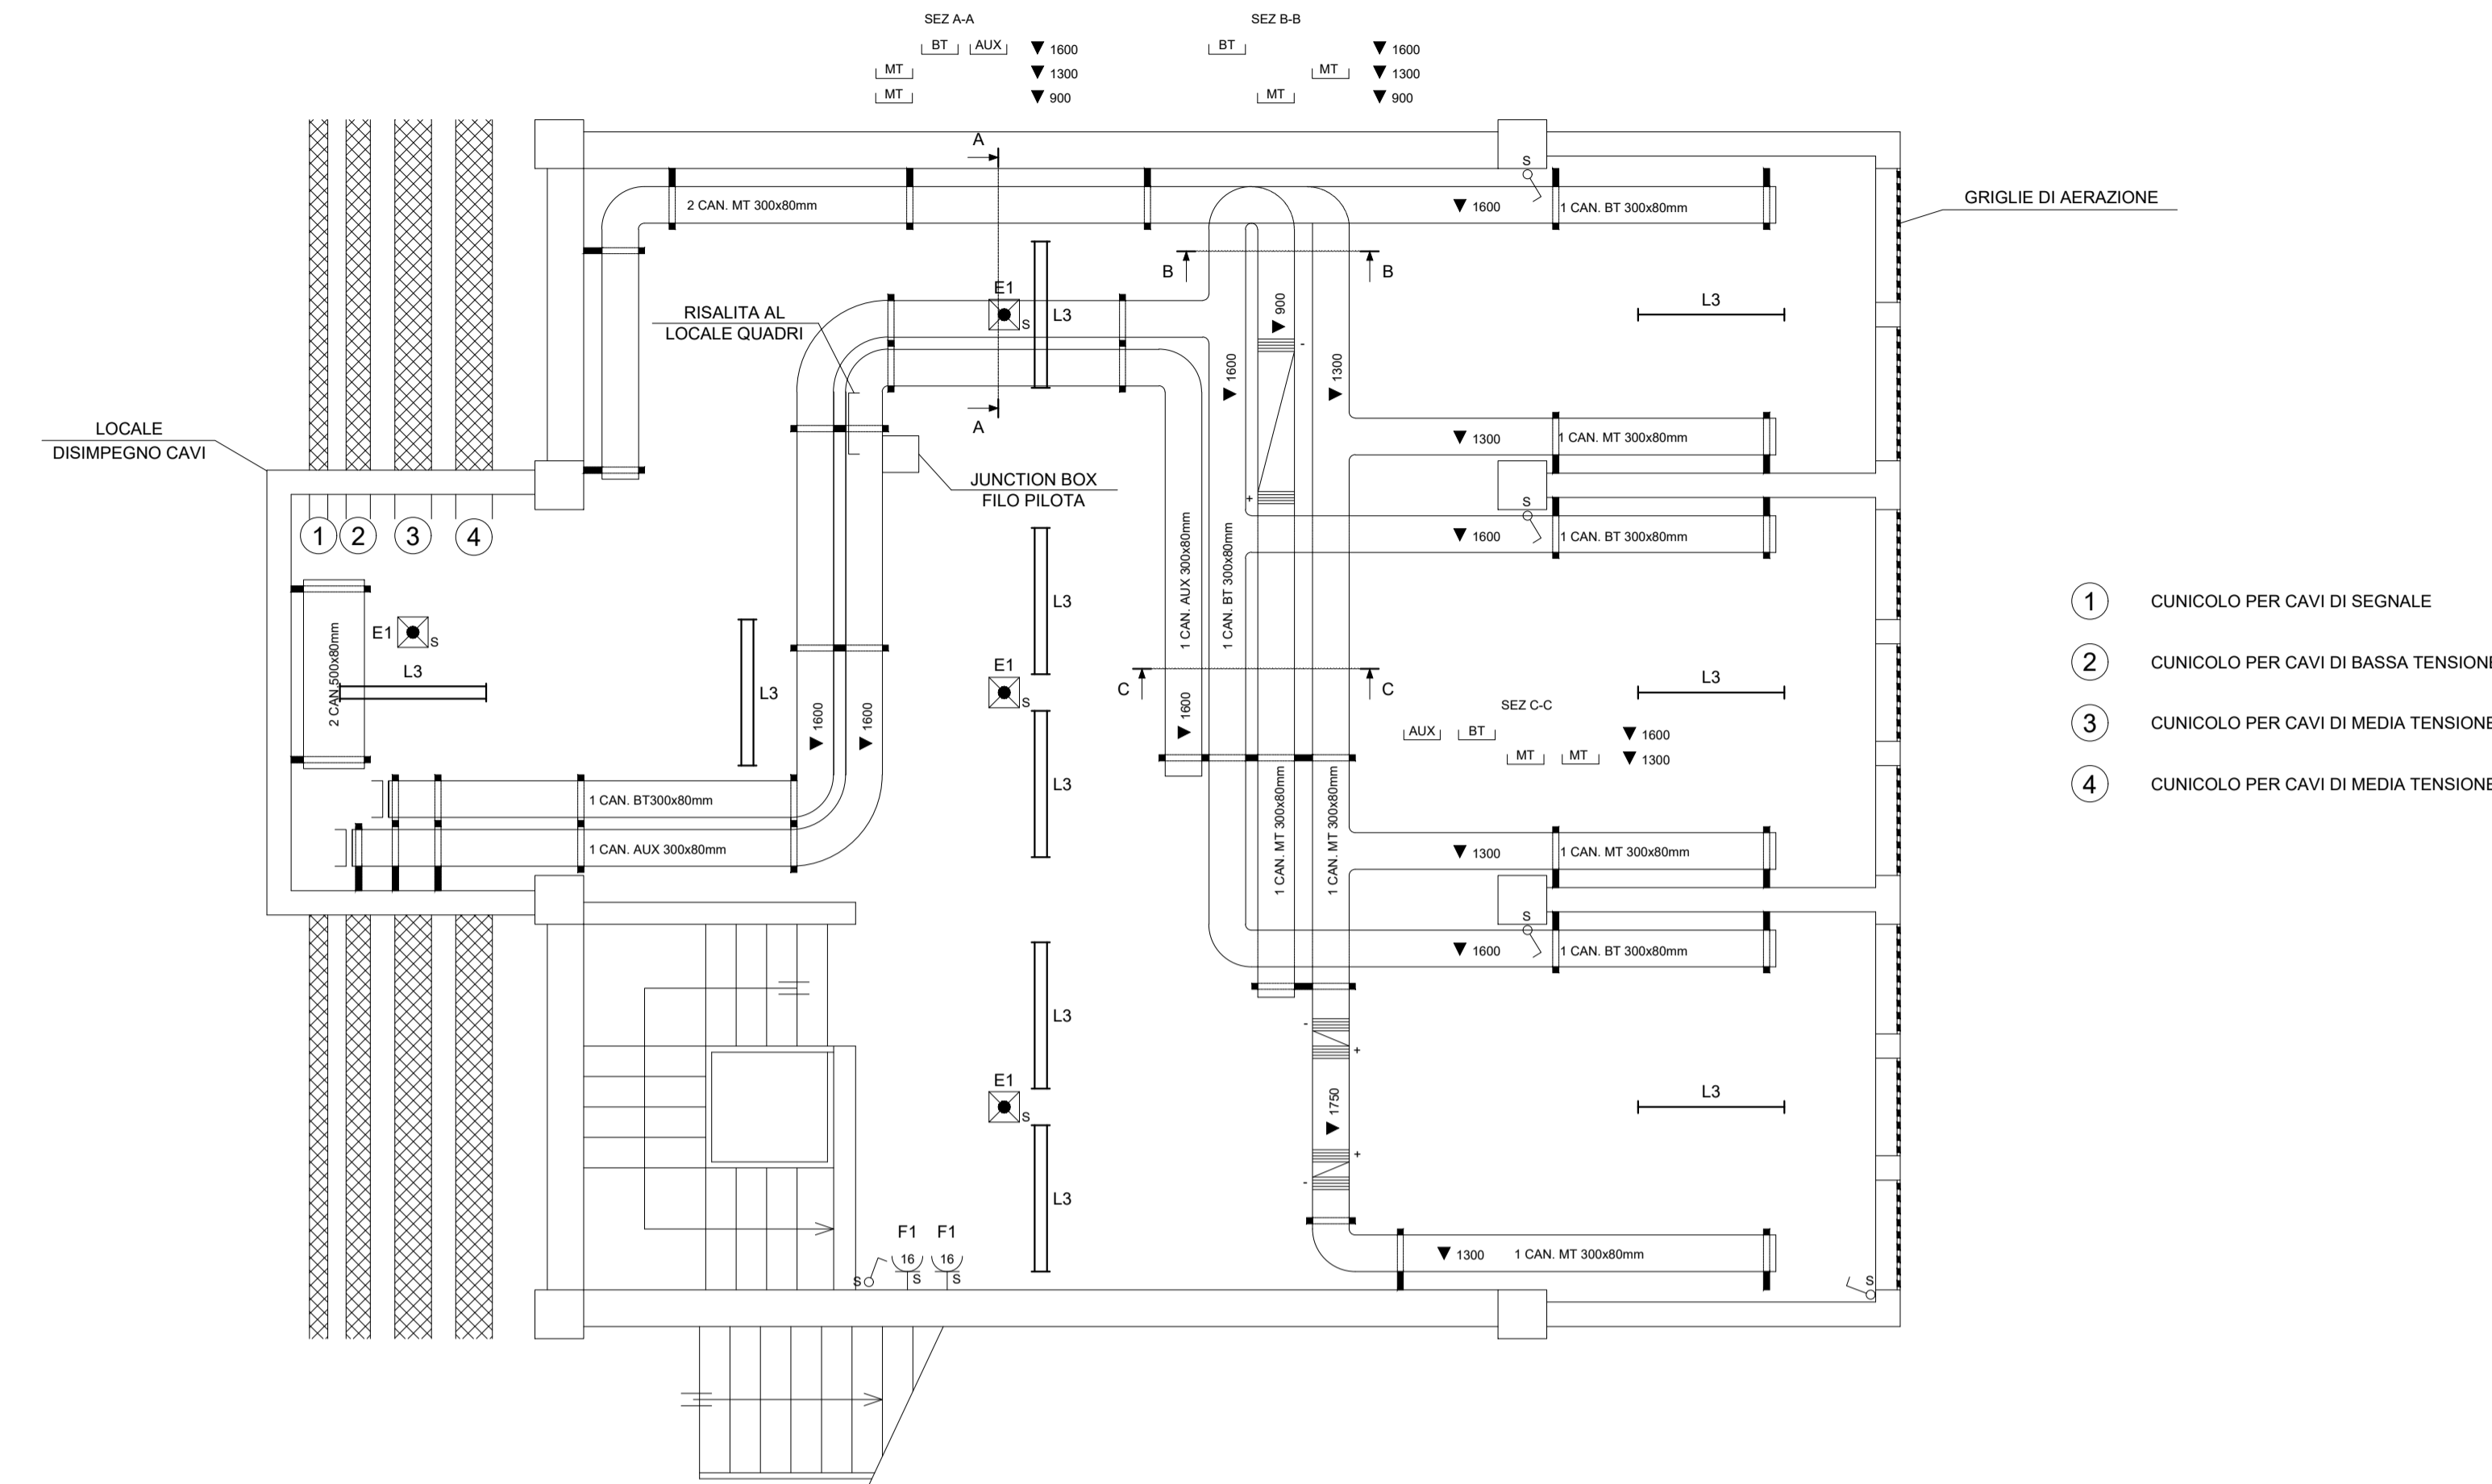 SEZ A-A
SEZ B-B
BT AUX 1600
MT 1300
MT 900
BT 1600
MT 1300
MT 900
A
S
2 CAN. MT 300x80mm
1600
1 CAN. BT 300x80mm
GRIGLIE DI AERAZIONE
B
B
E1
S
L3
RISALITA AL
LOCALE QUADRI
900
-
1600
1300
L3
A
LOCALE
DISIMPEGNO CAVI
1300
1 CAN. MT 300x80mm
JUNCTION BOX
FILO PILOTA
+
S
1 2 3 4
1600
1 CAN. BT 300x80mm
1 CAN. AUX 300x80mm
1 CAN. BT 300x80mm
L3
E1
S
L3
2 CAN.500x80mm
L3
1600
1600
E1
S
C
C
1600
L3
SEZ C-C
AUX BT 1600
MT MT 1300
1 CUNICOLO PER CAVI DI SEGNALE
2 CUNICOLO PER CAVI DI BASSA TENSIONE
3 CUNICOLO PER CAVI DI MEDIA TENSIONE
4 CUNICOLO PER CAVI DI MEDIA TENSIONE
L3
1 CAN. BT300x80mm
1 CAN. AUX 300x80mm
1 CAN. MT 300x80mm
1 CAN. MT 300x80mm
1300
1 CAN. MT 300x80mm
S
1600
1 CAN. BT 300x80mm
L3
-
+
E1
S
1750
L3
+
-
L3
F1 F1
16 16
S S S
1300
1 CAN. MT 300x80mm
S